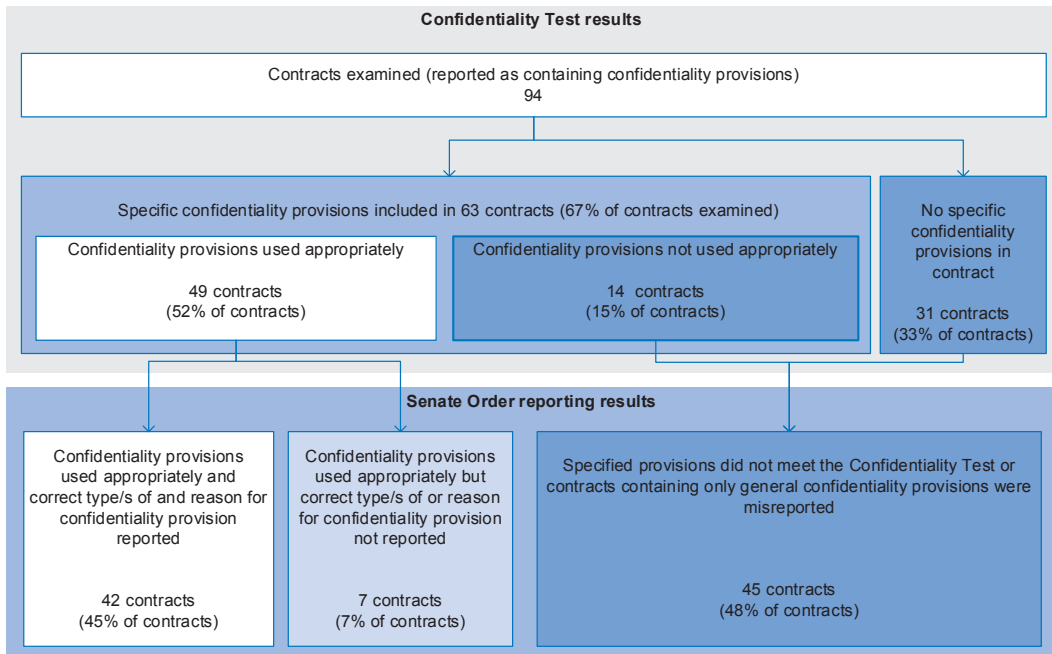 Confidentiality Test results
Contracts examined (reported as containing confidentiality provisions)
94
Specific confidentiality provisions included in 63 contracts (67% of contracts examined)
Confidentiality provisions used appropriately
49 contracts
(52% of contracts)
Confidentiality provisions not used appropriately
14 contracts
(15% of contracts)
No specific
confidentiality
provisions in
contract
31 contracts
(33% of contracts)
Senate Order reporting results
Confidentiality provisions
used appropriately and
correct type/s of and reason for
confidentiality provision
reported
42 contracts
(45% of contracts)
Confidentiality provisions
used appropriately but
correct type/s of or reason
for confidentiality provision
not reported
7 contracts
(7% of contracts)
Specified provisions did not meet the Confidentiality Test or
contracts containing only general confidentiality provisions were
misreported
45 contracts
(48% of contracts)